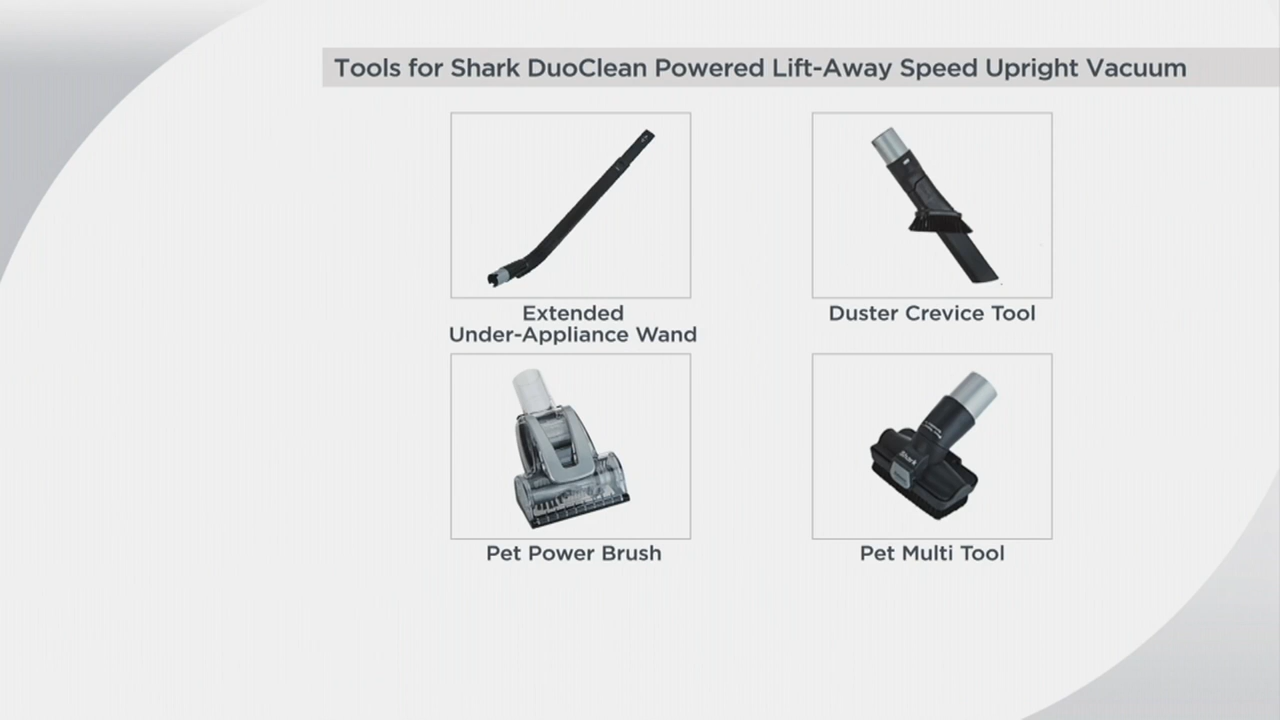 Tools for Shark DuoClean Powered Lift-Away Speed Upright Vacuum
Extended
Under-Appliance Wand
Duster Crevice Tool
Shark
Pet Power Brush
Pet Multi Tool